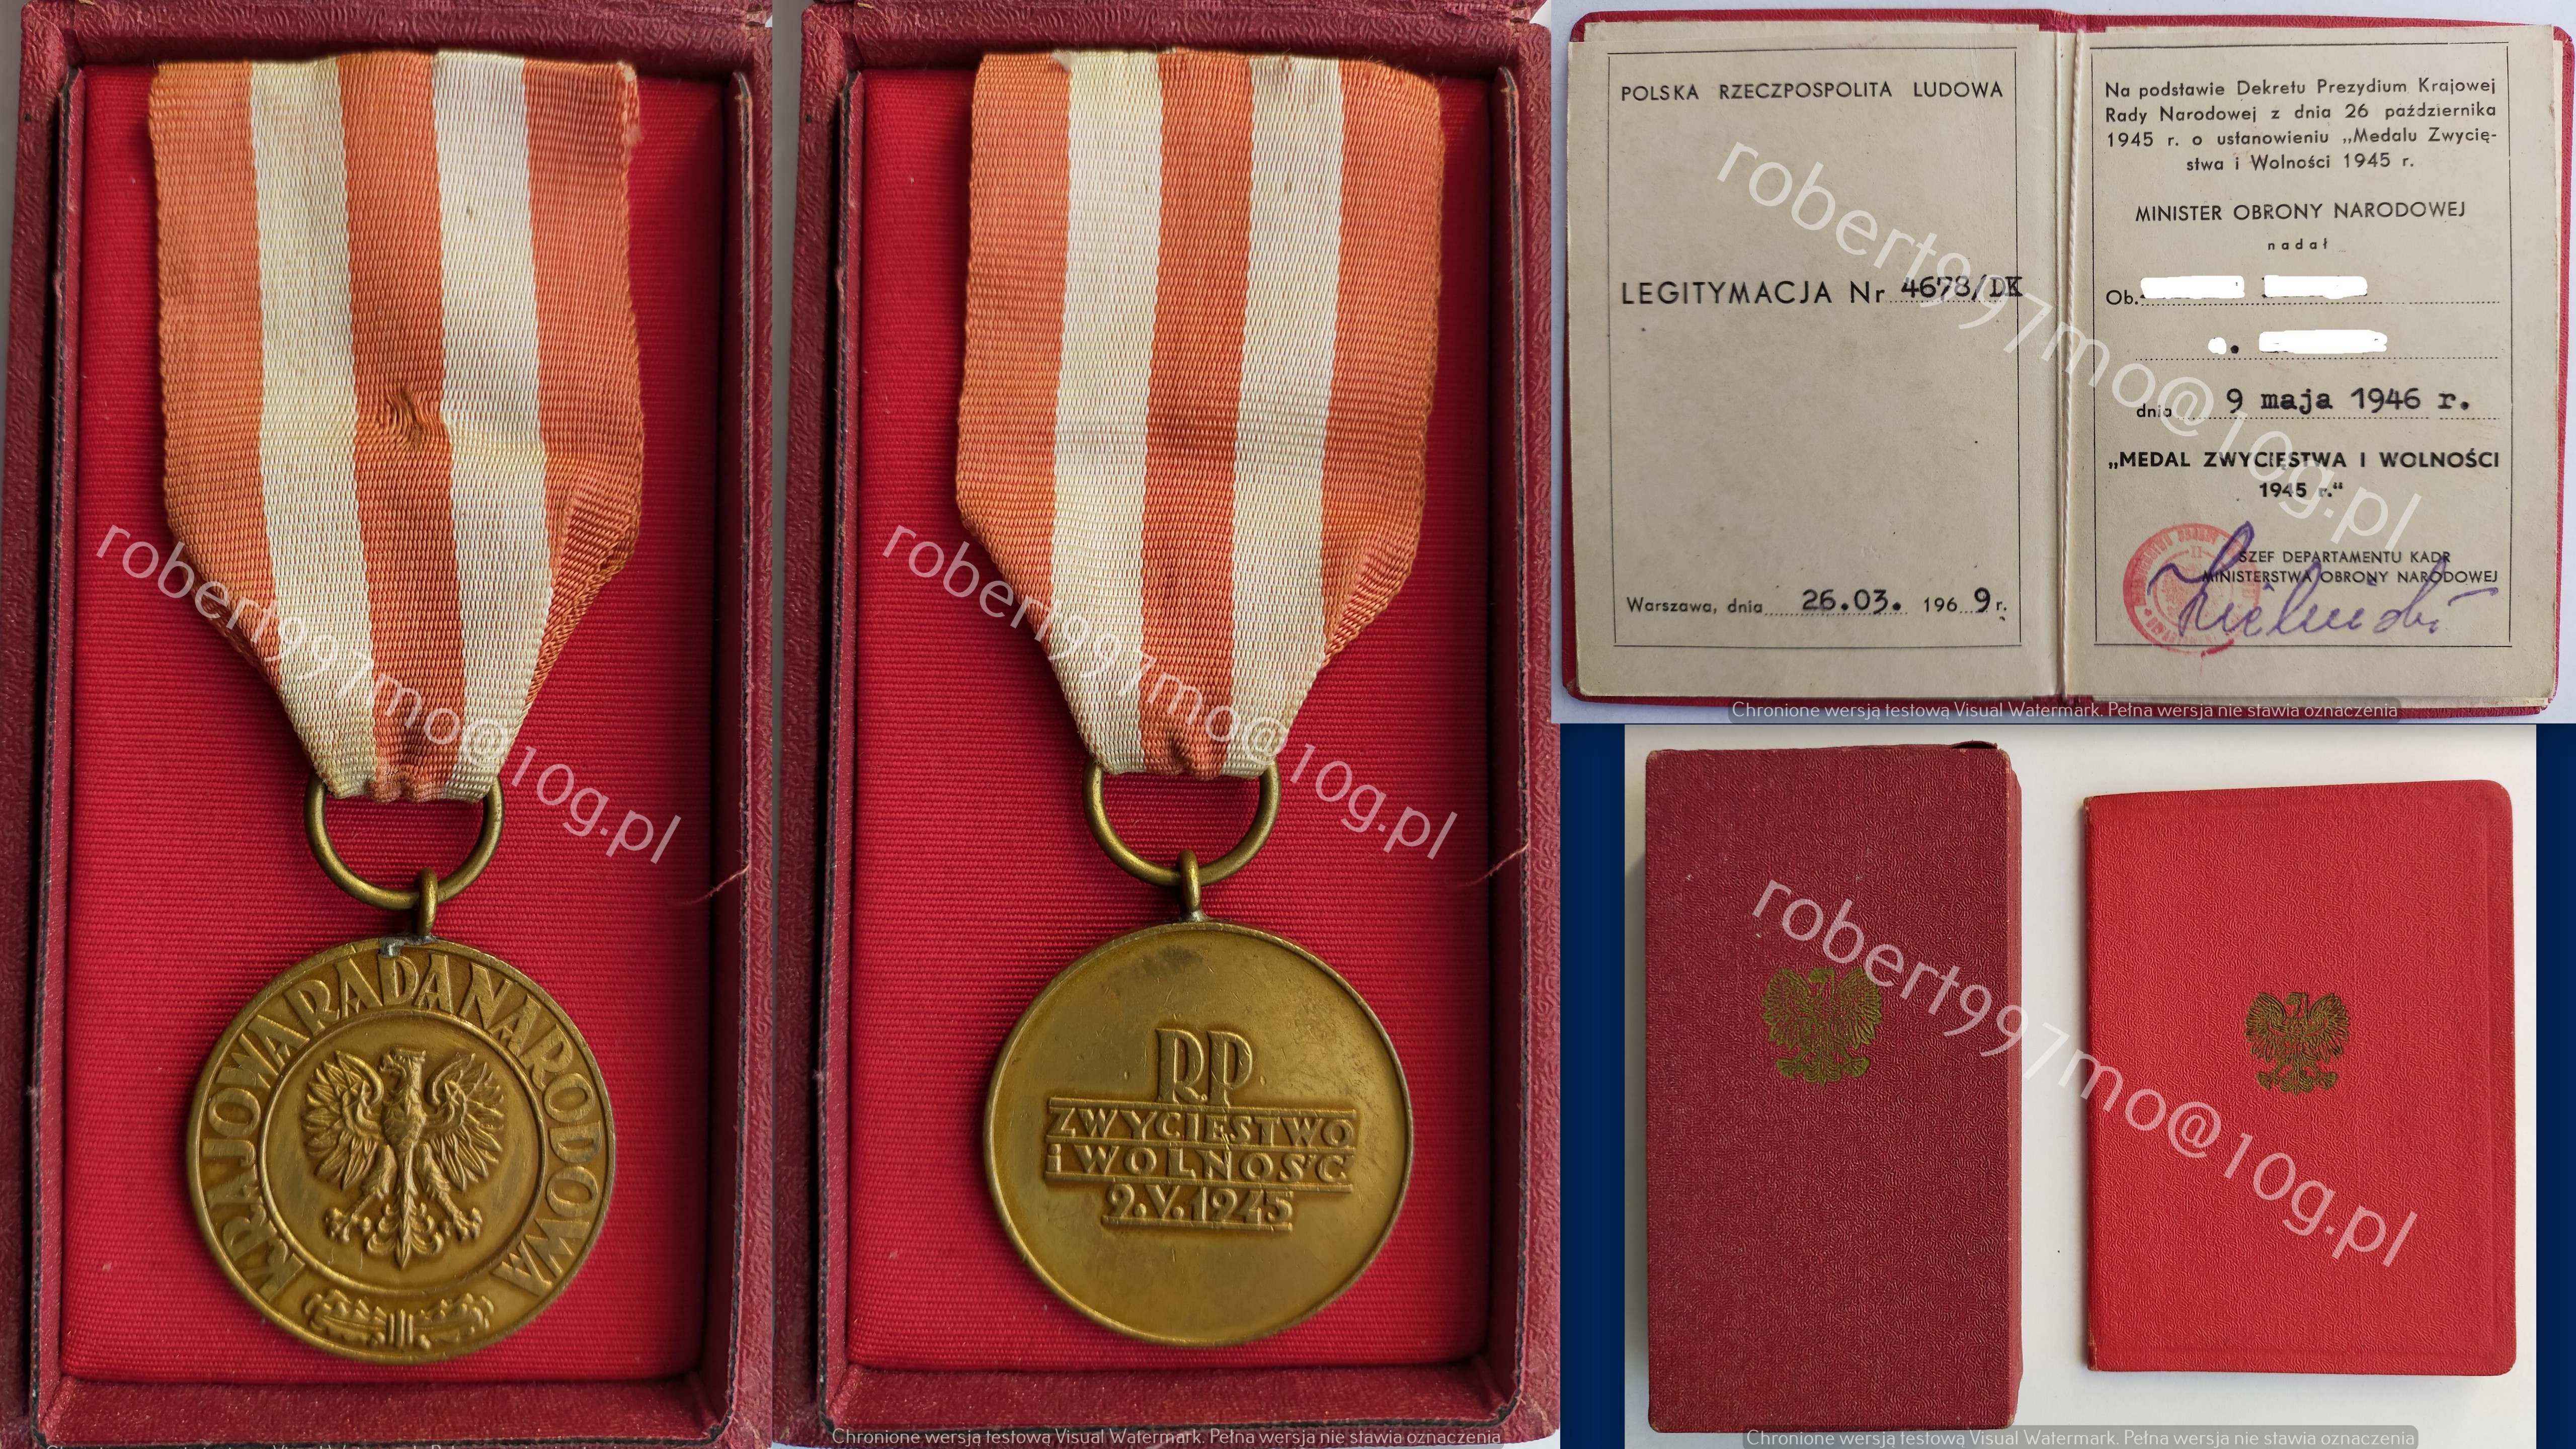 KRAJOWA RADA NARODOWA
robert997mo@10g.pl
RP
ZWYCIĘSTWO
i WOLNOŚĆ
9.V.1945
robert997mo@10g.pl
Chronione wersją testową Visual Watermark. Pełna wersja nie stawia oznaczenia
POLSKA RZECZPOSPOLITA LUDOWA
LEGITYMACJA Nr 4678/DK
Warszawa, dnia 26.03. 1969 r.
Na podstawie Dekretu Prezydium Krajowej
Rady Narodowej z dnia 26 października
1945 r. o ustanowieniu „Medalu Zwycię-
stwa i Wolności 1945 r.
MINISTER OBRONY NARODOWEJ
nadał
Ob.
dnia 9 maja 1946 r.
„MEDAL ZWYCIĘSTWA I WOLNOŚCI
1945 r.“
SZEF DEPARTAMENTU KADR
MINISTERSTWA OBRONY NARODOWEJ
robert997mo@10g.pl
Chronione wersją testową Visual Watermark. Pełna wersja nie stawia oznaczenia
robert997mo@10g.pl
Chronione wersją testową Visual Watermark. Pełna wersja nie stawia oznaczenia